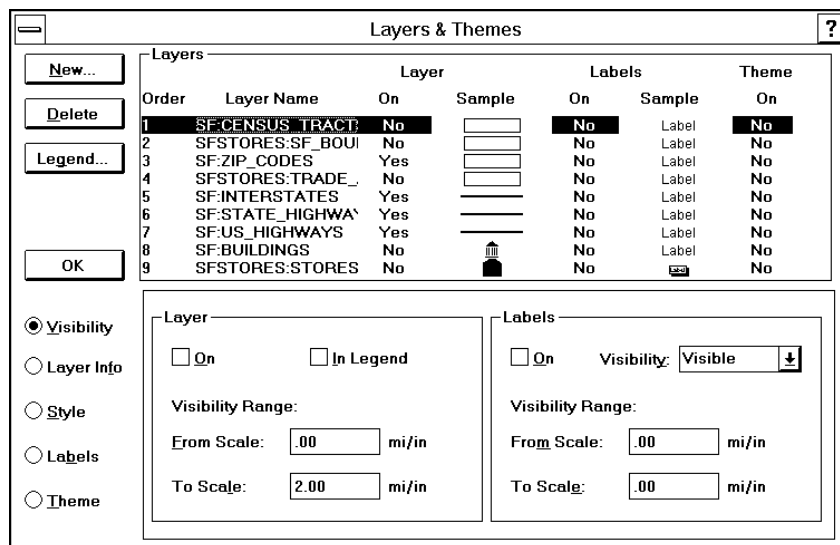 Layers & Themes
?
New...
Delete
Legend...
OK
Layers
Layer Labels Theme
Order Layer Name On Sample On Sample On
1 SF:CENSUS_TRACT No No Label No
2 SFSTORES:SF_BOU No No Label No
3 SF:ZIP_CODES Yes No Label No
4 SFSTORES:TRADE_ No No Label No
5 SF:INTERSTATES Yes No Label No
6 SF:STATE_HIGHWA Yes No Label No
7 SF:US_HIGHWAYS Yes No Label No
8 SF:BUILDINGS No No Label No
9 SFSTORES:STORES No No Label No
Visibility
Layer Info
Style
Labels
Theme
Layer
On In Legend
Visibility Range:
From Scale: .00 mi/in
To Scale: 2.00 mi/in
Labels
On Visibility: Visible
Visibility Range:
From Scale: .00 mi/in
To Scale: .00 mi/in